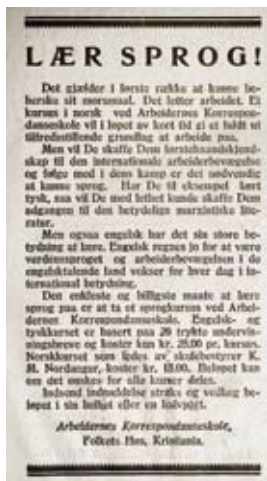 LÆR SPROG!
Det gjælder i første række at kunne be-
herske sit morsmaal. Det letter arbeidet. Et
kursus i norsk ved Arbeidernes Korrespon-
danseskole vil i løpet av kort tid gi et fuldt ut
tilfredsstillende grundlag at arbeide paa.
Men vil De skaffe Dem førstehaandskjend-
skap til den internationale arbeiderbevægelse
og følge med i dens kamp er det nødvendig
at kunne sprog. Har De til eksempel lært
tysk, saa vil De med lethet kunde skaffe Dem
adgangen til den betydelige marxistiske lite-
ratur.
Men ogsaa engelsk har det sin store be-
tydning at lære. Engelsk regnes jo for at være
verdenssproget og arbeiderbevægelsen i de
engelsktalende land vokser for hver dag i in-
ternational betydning.
Den enkleste og billigste maate at lære
sprog paa er at ta et sprogkursus ved Arbei-
dernes Korrespondanseskole. Engelsk- og
tyskkurset er basert paa 26 trykte undervis-
ningsbreve og koster kun kr. 25.00 pr. kursus.
Norskkurset som ledes av skolebestyrer K.
M. Nordanger, koster kr. 15.00. Beløpet kan
om det ønskes for alle kurser deles.
Indsend indmeldelse straks og vedlæg be-
løpet i sin helhet eller en
Arbeidernes Korrespondanseskole,
Folkets Hus, Kristiania.